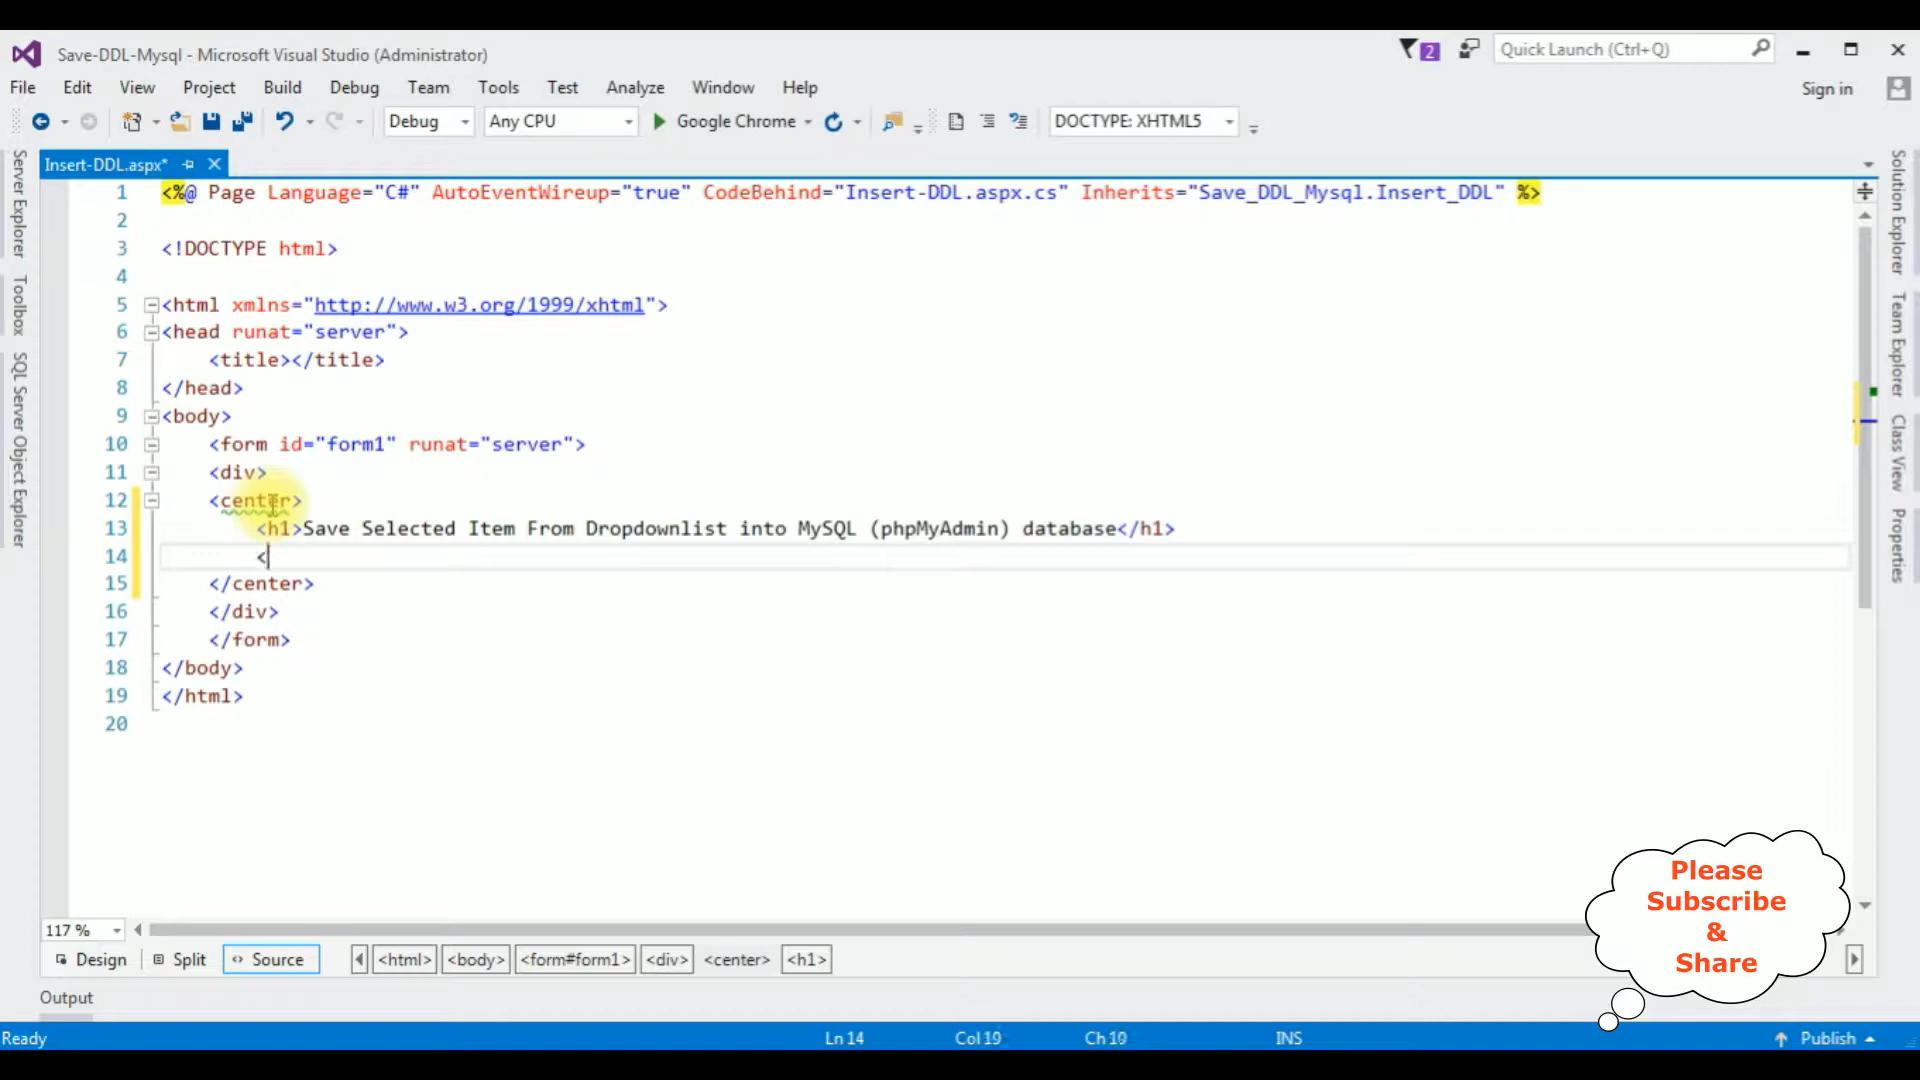 Save-DDL-Mysql - Microsoft Visual Studio (Administrator)
2
Quick Launch (Ctrl+Q)
File Edit View Project Build Debug Team Tools Test Analyze Window Help
Sign in
Debug Any CPU Google Chrome DOCTYPE: XHTML5
Insert-DDL.aspx*
Server Explorer
Toolbox
SQL Server Object Explorer
1 <%@ Page Language="C#" AutoEventWireup="true" CodeBehind="Insert-DDL.aspx.cs" Inherits="Save_DDL_Mysql.Insert_DDL" %>
2
3 <!DOCTYPE html>
4
5 <html xmlns="http://www.w3.org/1999/xhtml">
6 <head runat="server">
7 <title></title>
8 </head>
9 <body>
10 <form id="form1" runat="server">
11 <div>
12 <center>
13 <h1>Save Selected Item From Dropdownlist into MySQL (phpMyAdmin) database</h1>
14 <
15 </center>
16 </div>
17 </form>
18 </body>
19 </html>
20
Solution Explorer
Team Explorer
Class View
Properties
Please
Subscribe
&
Share
117 %
Design Split Source <html> <body> <form#form1> <div> <center> <h1>
Output
Ready Ln 14 Col 19 Ch 10 INS Publish